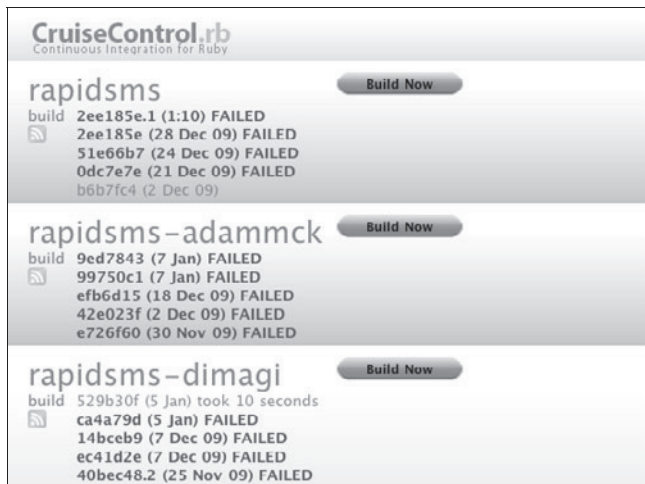 CruiseControl.rb
Continuous Integration for Ruby
rapidsms
Build Now
build 2ee185e.1 (1:10) FAILED
2ee185e (28 Dec 09) FAILED
51e66b7 (24 Dec 09) FAILED
0dc7e7e (21 Dec 09) FAILED
b6b7fc4 (2 Dec 09)
rapidsms-adammck
Build Now
build 9ed7843 (7 Jan) FAILED
99750c1 (7 Jan) FAILED
efb6d15 (18 Dec 09) FAILED
42e023f (2 Dec 09) FAILED
e726f60 (30 Nov 09) FAILED
rapidsms-dimagi
Build Now
build 529b30f (5 Jan) took 10 seconds
ca4a79d (5 Jan) FAILED
14bceb9 (7 Dec 09) FAILED
ec41d2e (7 Dec 09) FAILED
40bec48.2 (25 Nov 09) FAILED